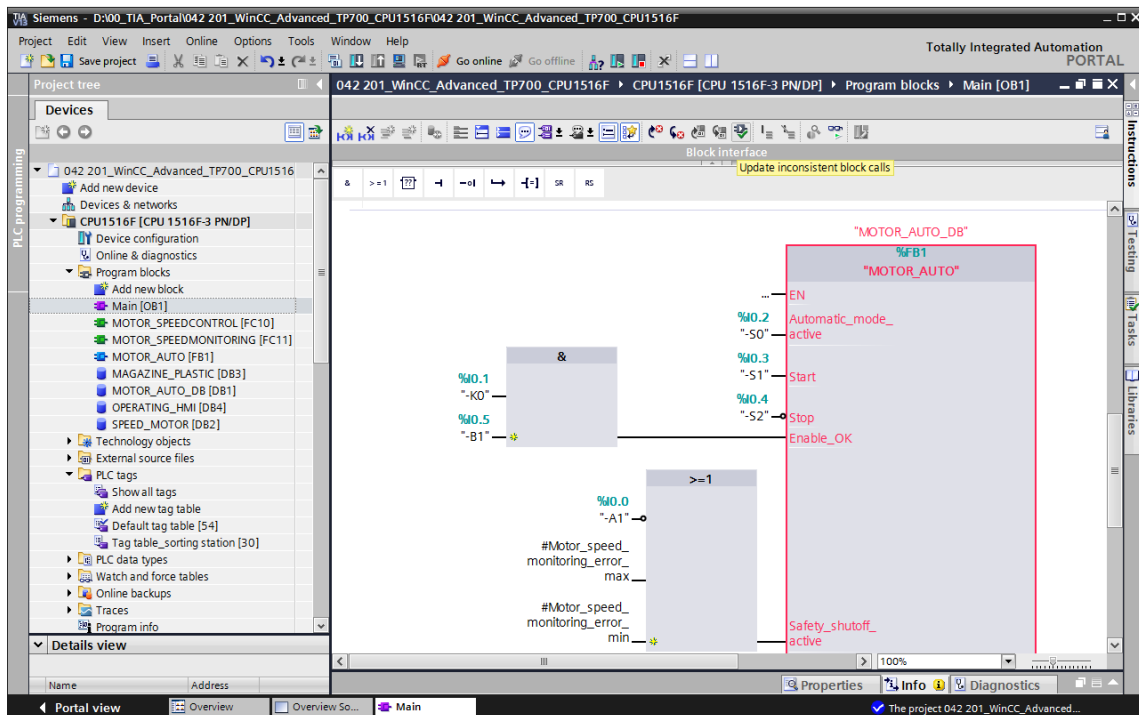 Siemens - D:\00_TIA_Portal\042 201_WinCC_Advanced_TP700_CPU1516F\042 201_WinCC_Advanced_TP700_CPU1516F
Project Edit View Insert Online Options Tools Window Help
Totally Integrated Automation
PORTAL
Save project
Go online
Go offline
Project tree
042 201_WinCC_Advanced_TP700_CPU1516F
CPU1516F [CPU 1516F-3 PN/DP]
Program blocks
Main [OB1]
Devices
Block interface
Update inconsistent block calls
PLC programming
042 201_WinCC_Advanced_TP700_CPU1516
Add new device
Devices & networks
CPU1516F [CPU 1516F-3 PN/DP]
Device configuration
Online & diagnostics
Program blocks
Add new block
Main [OB1]
MOTOR_SPEEDCONTROL [FC10]
MOTOR_SPEEDMONITORING [FC11]
MOTOR_AUTO [FB1]
MAGAZINE_PLASTIC [DB3]
MOTOR_AUTO_DB [DB1]
OPERATING_HMI [DB4]
SPEED_MOTOR [DB2]
Technology objects
External source files
PLC tags
Show all tags
Add new tag table
Default tag table [54]
Tag table_sorting station [30]
PLC data types
Watch and force tables
Online backups
Traces
Program info
Details view
Name Address
& >=1 ?? SR RS
"MOTOR_AUTO_DB"
%FB1
"MOTOR_AUTO"
... EN
%I0.2
"-S0"
Automatic_mode_
active
%I0.3
"-S1"
Start
%I0.4
"-S2"
Stop
Enable_OK
&
%I0.1
"-K0"
%I0.5
"-B1"
>=1
%I0.0
"-A1"
#Motor_speed_
monitoring_error_
max
#Motor_speed_
monitoring_error_
min
Safety_shutoff_
active
100%
Properties
Info
Diagnostics
Instructions
Testing
Tasks
Libraries
Portal view
Overview
Overview So...
Main
The project 042 201_WinCC_Advanced...